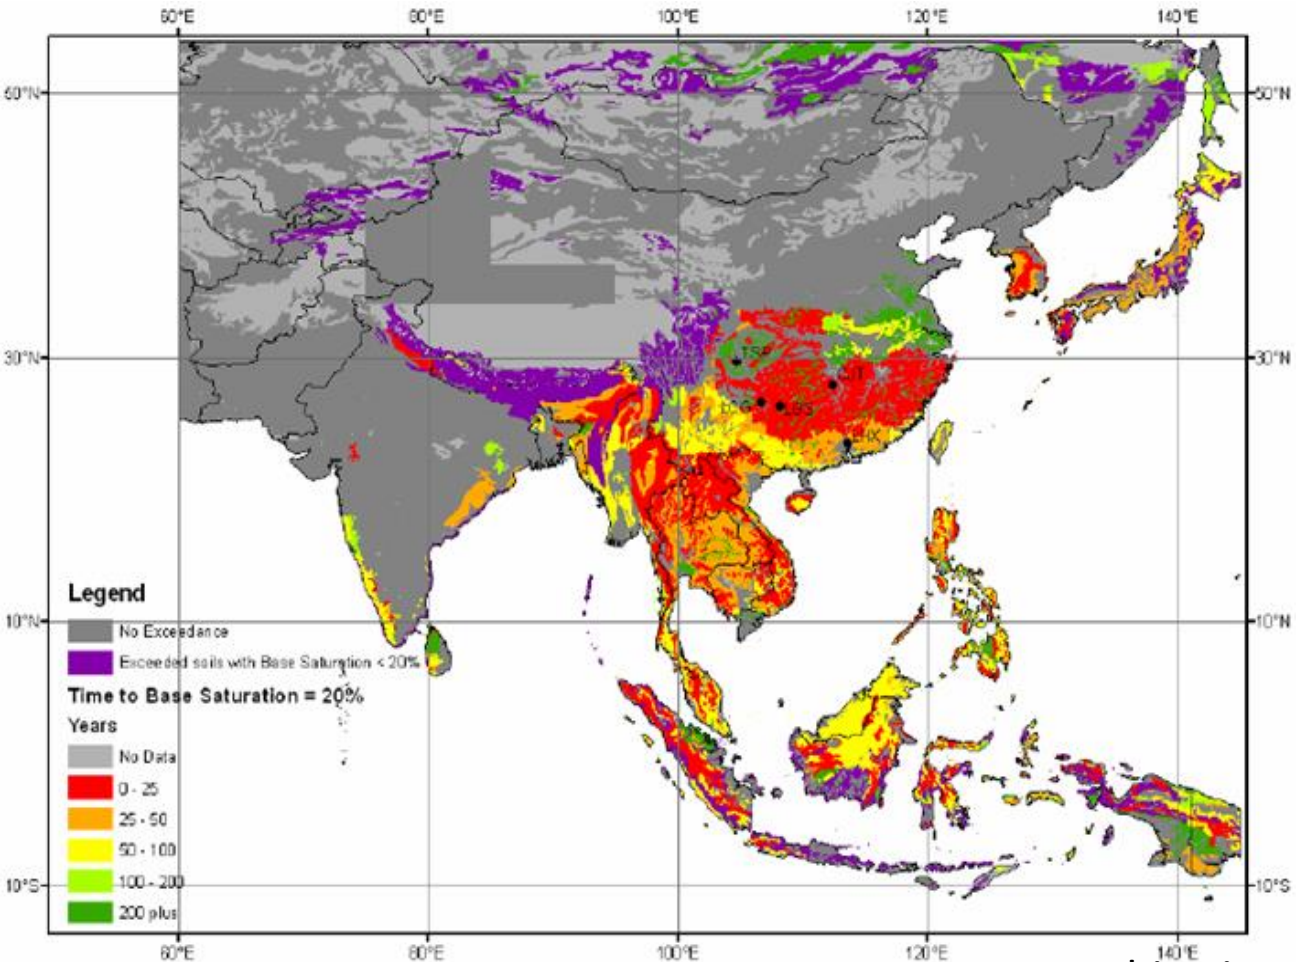 60°E 80°E 100°E 120°E 140°E
50°N 50°N
30°N 30°N
TSP
LXH
Legend
10°N No Exceedance 10°N
Exceeded soils with Base Saturation < 20%
Time to Base Saturation = 20%
Years
No Data
0 - 25
25 - 50
50 - 100
10°S 100 - 200 10°S
200 plus
60°E 80°E 100°E 120°E 140°E